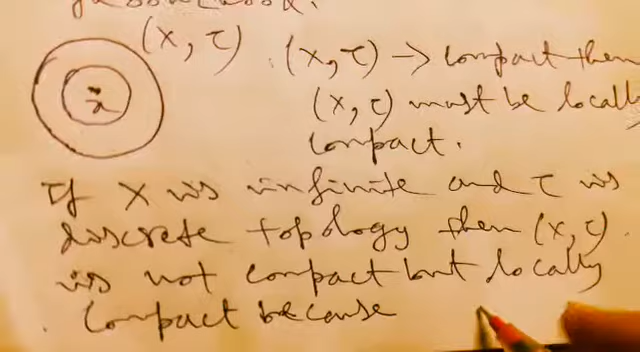 (X, τ)
(X, τ) → compact then
(X, τ) must be locally
compact.
x
If X is infinite and τ is
discrete topology then (X, τ)
is not compact but locally
compact because